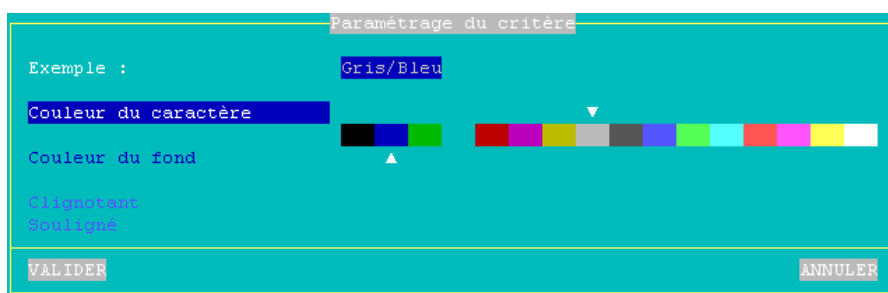 Paramétrage du critère
Exemple : Gris/Bleu
Couleur du caractère
Couleur du fond
Clignotant
Souligné
VALIDER ANNULER